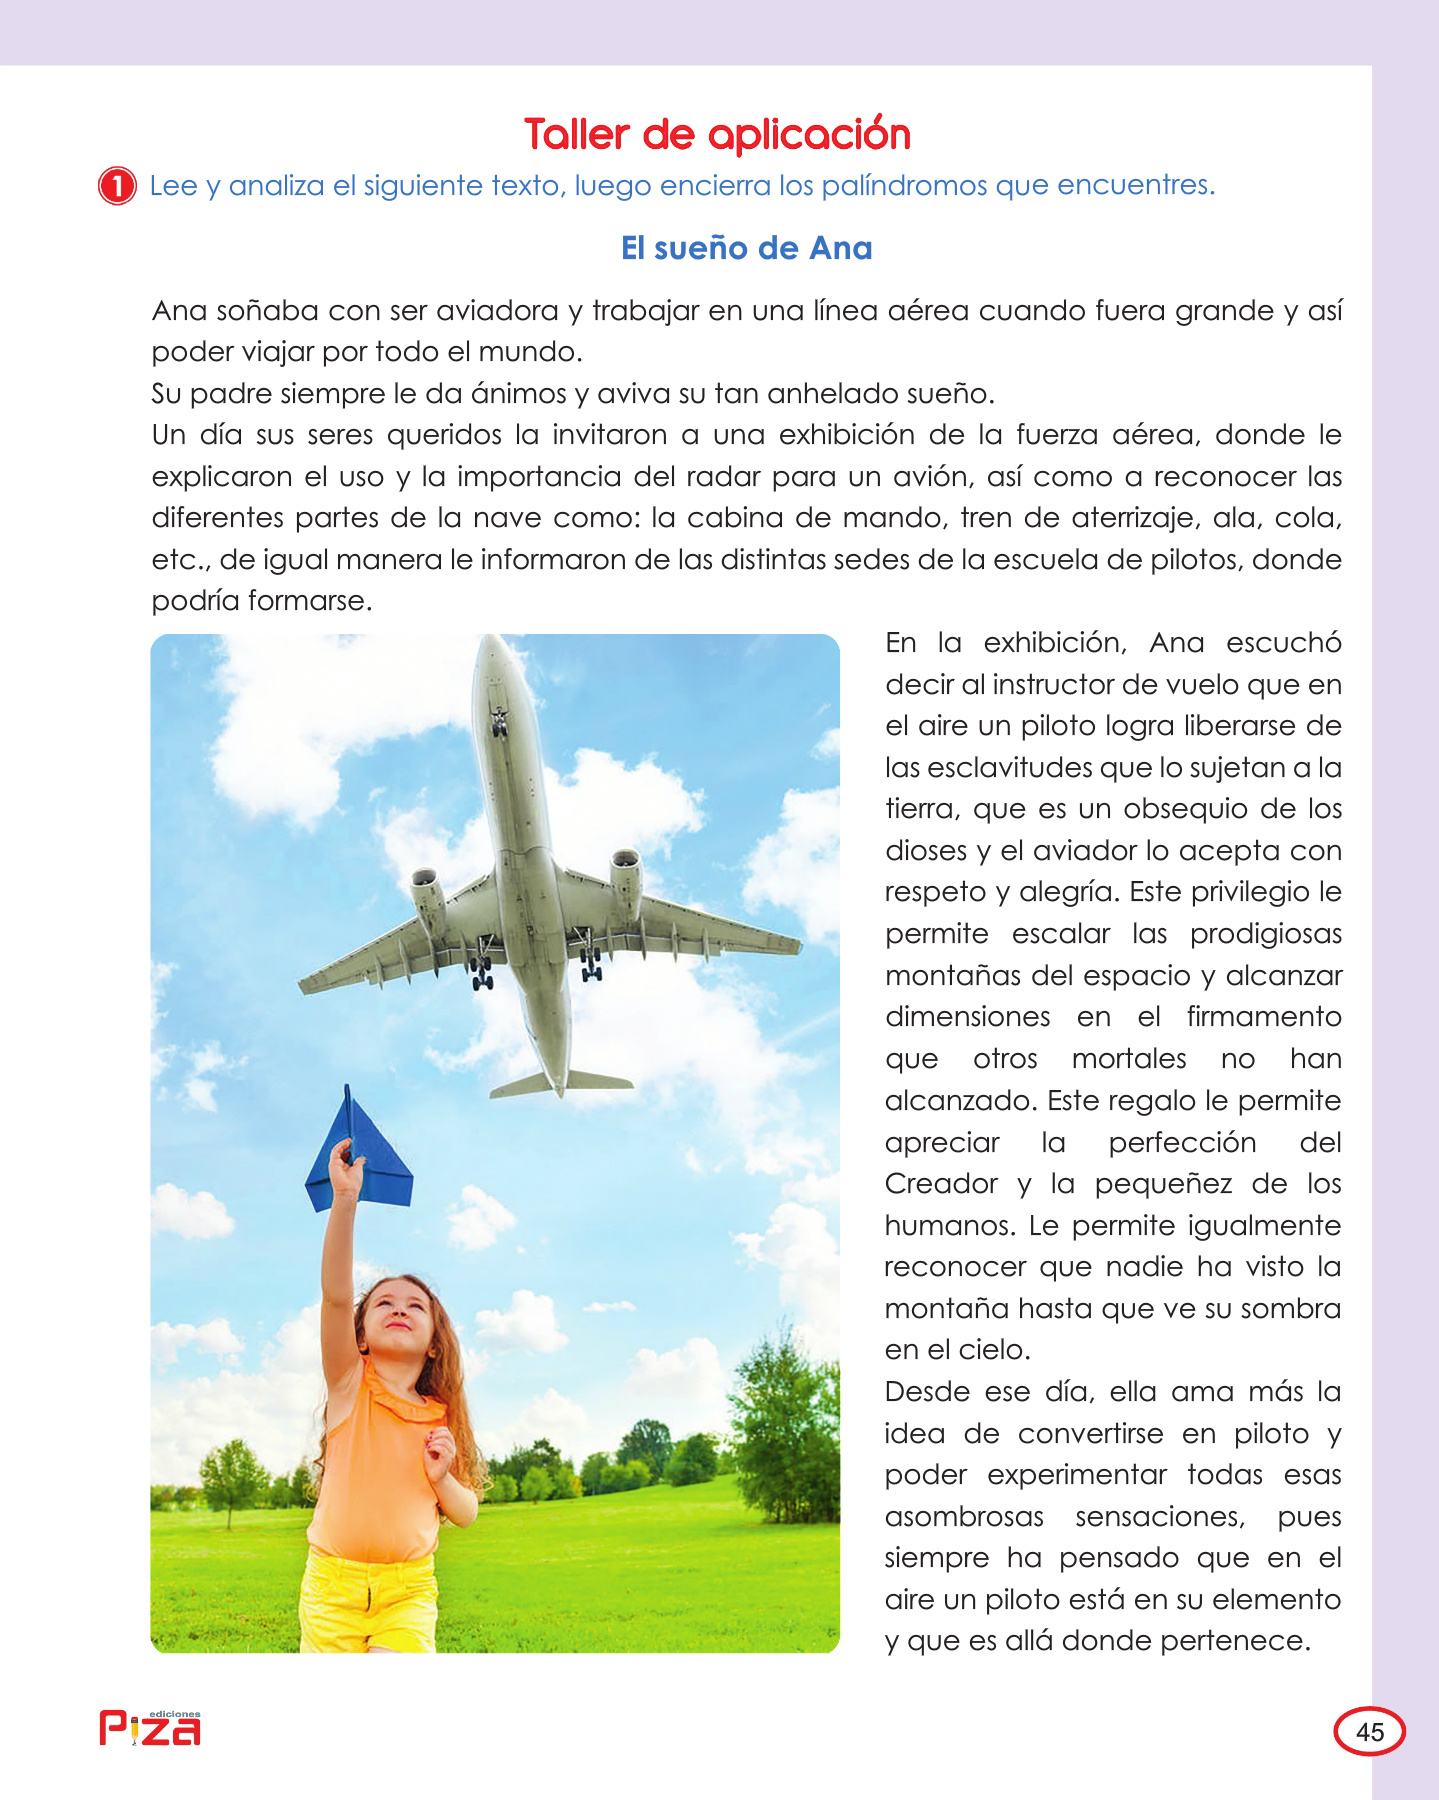 Taller de aplicación
1 Lee y analiza el siguiente texto, luego encierra los palíndromos que encuentres.
El sueño de Ana
Ana soñaba con ser aviadora y trabajar en una línea aérea cuando fuera grande y así
poder viajar por todo el mundo.
Su padre siempre le da ánimos y aviva su tan anhelado sueño.
Un día sus seres queridos la invitaron a una exhibición de la fuerza aérea, donde le
explicaron el uso y la importancia del radar para un avión, así como a reconocer las
diferentes partes de la nave como: la cabina de mando, tren de aterrizaje, ala, cola,
etc., de igual manera le informaron de las distintas sedes de la escuela de pilotos, donde
podría formarse.
En la exhibición, Ana escuchó
decir al instructor de vuelo que en
el aire un piloto logra liberarse de
las esclavitudes que lo sujetan a la
tierra, que es un obsequio de los
dioses y el aviador lo acepta con
respeto y alegría. Este privilegio le
permite escalar las prodigiosas
montañas del espacio y alcanzar
dimensiones en el firmamento
que otros mortales no han
alcanzado. Este regalo le permite
apreciar la perfección del
Creador y la pequeñez de los
humanos. Le permite igualmente
reconocer que nadie ha visto la
montaña hasta que ve su sombra
en el cielo.
Desde ese día, ella ama más la
idea de convertirse en piloto y
poder experimentar todas esas
asombrosas sensaciones, pues
siempre ha pensado que en el
aire un piloto está en su elemento
y que es allá donde pertenece.
ediciones
Piza
45